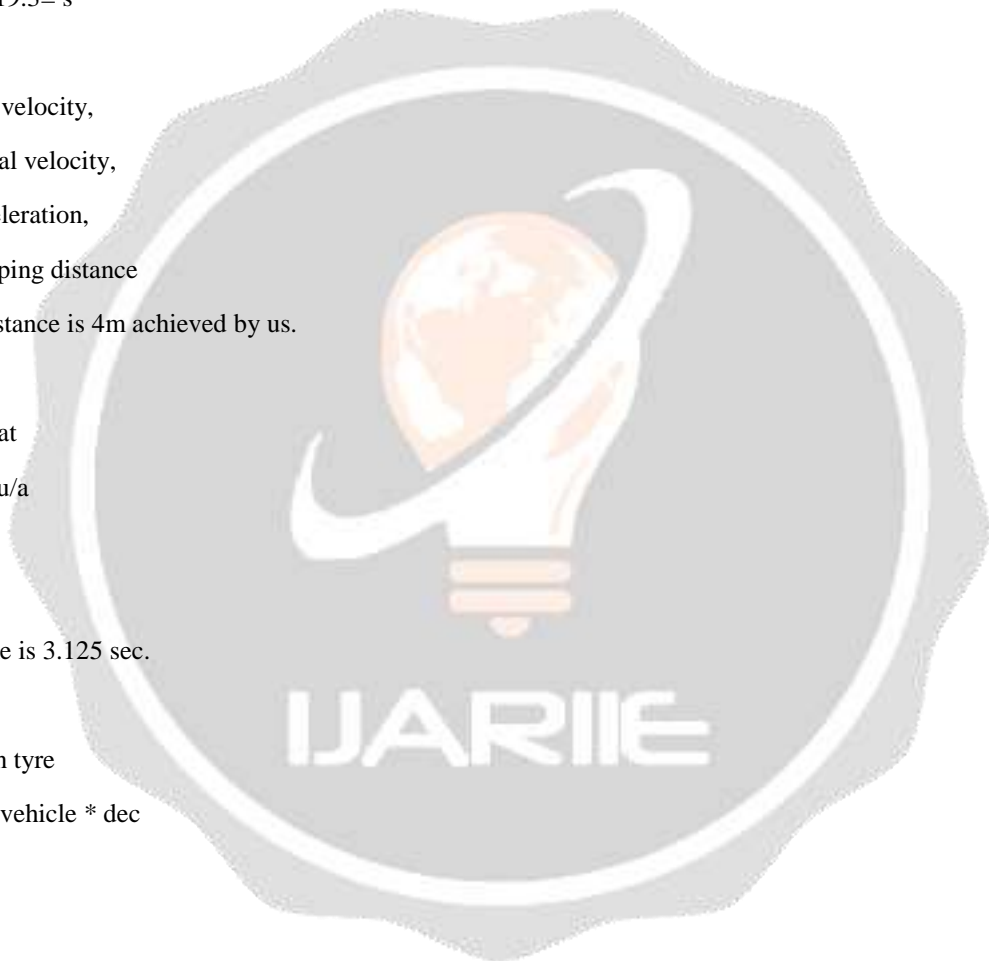 velocity,
al velocity,
leration,
ping distance
stance is 4m achieved by us.
at
u/a
e is 3.125 sec.
IJARIIE
n tyre
vehicle * dec